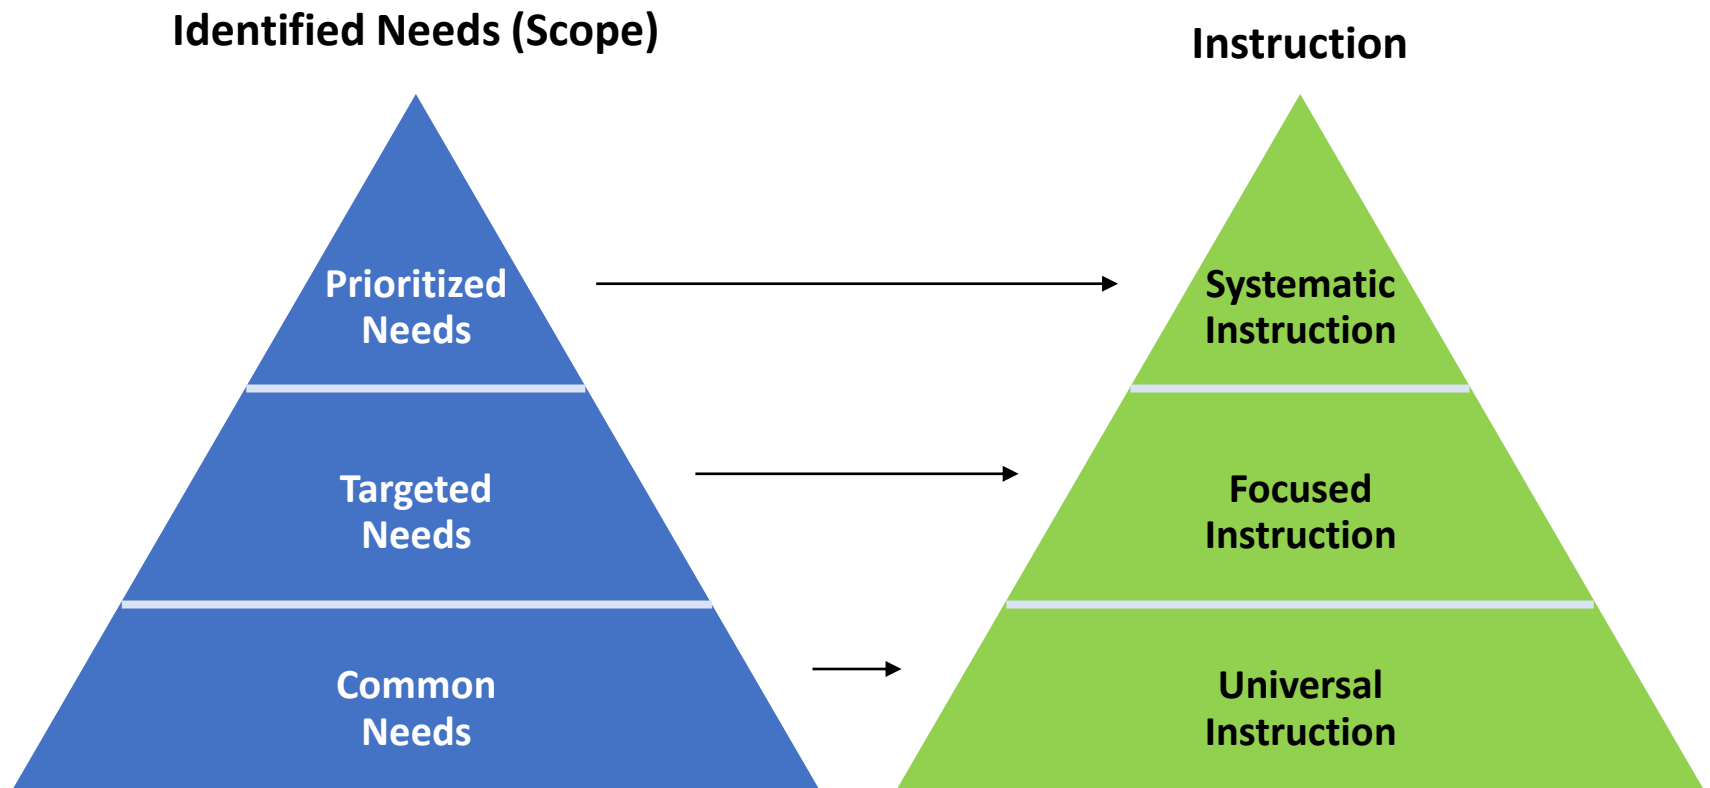 Identified Needs (Scope)
Instruction
Prioritized
Needs
Systematic
Instruction
Targeted
Needs
Focused
Instruction
Common
Needs
Universal
Instruction